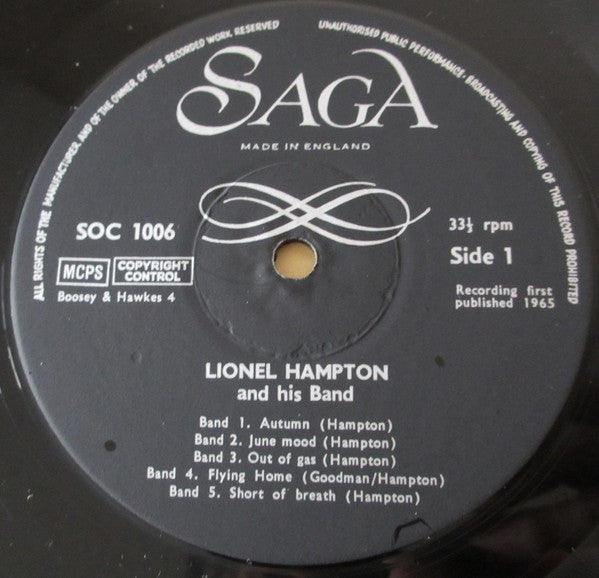 ALL RIGHTS OF THE MANUFACTURER AND OF THE OWNER OF THE RECORDED WORK RESERVED
UNAUTHORISED PUBLIC PERFORMANCE, BROADCASTING AND COPYING OF THIS RECORD PROHIBITED
SAGA
MADE IN ENGLAND
SOC 1006
33⅓ rpm
Side 1
MCPS
COPYRIGHT
CONTROL
Boosey & Hawkes 4
Recording first
published 1965
LIONEL HAMPTON
and his Band
Band 1. Autumn (Hampton)
Band 2. June mood (Hampton)
Band 3. Out of gas (Hampton)
Band 4. Flying Home (Goodman/Hampton)
Band 5. Short of breath (Hampton)